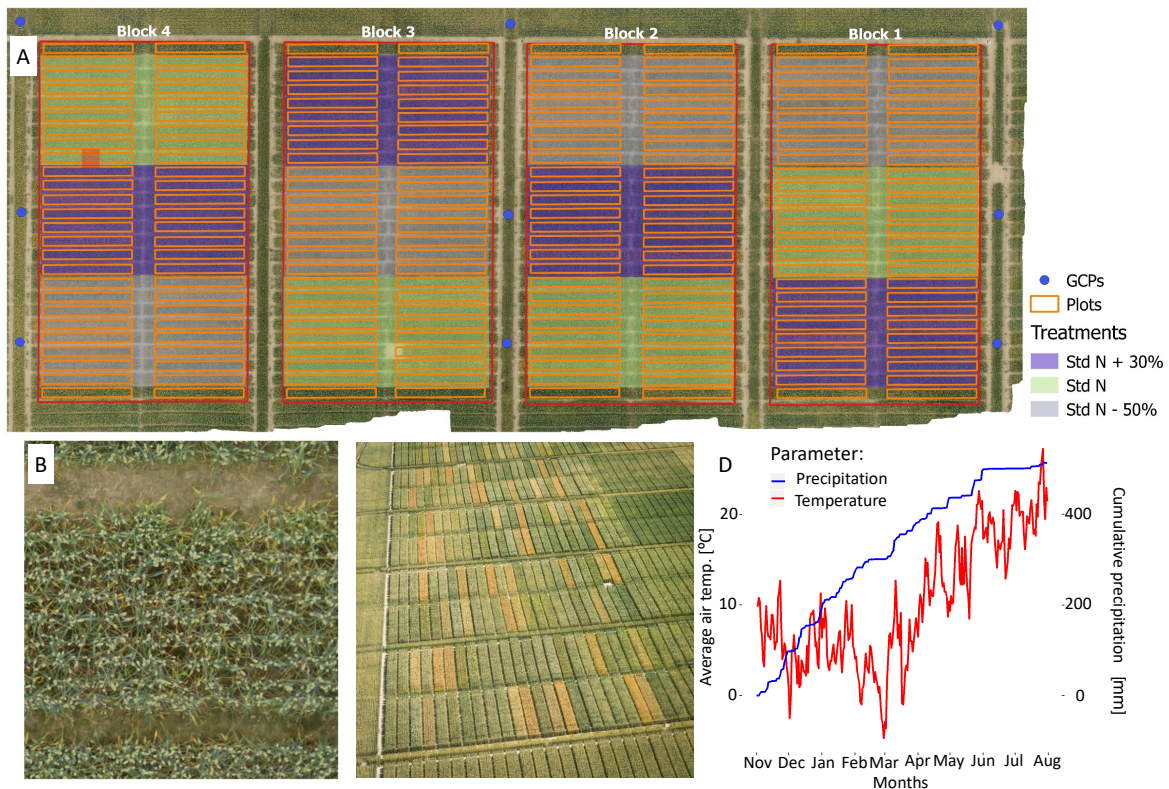 Block 4
Block 3
Block 2
Block 1
A
GCPs
Plots
Treatments
Std N + 30%
Std N
Std N - 50%
B
D
Parameter:
Precipitation
Temperature
Average air temp. [ºC]
20
10
0
Cumulative precipitation [mm]
400
200
0
Nov Dec Jan Feb Mar Apr May Jun Jul Aug
Months